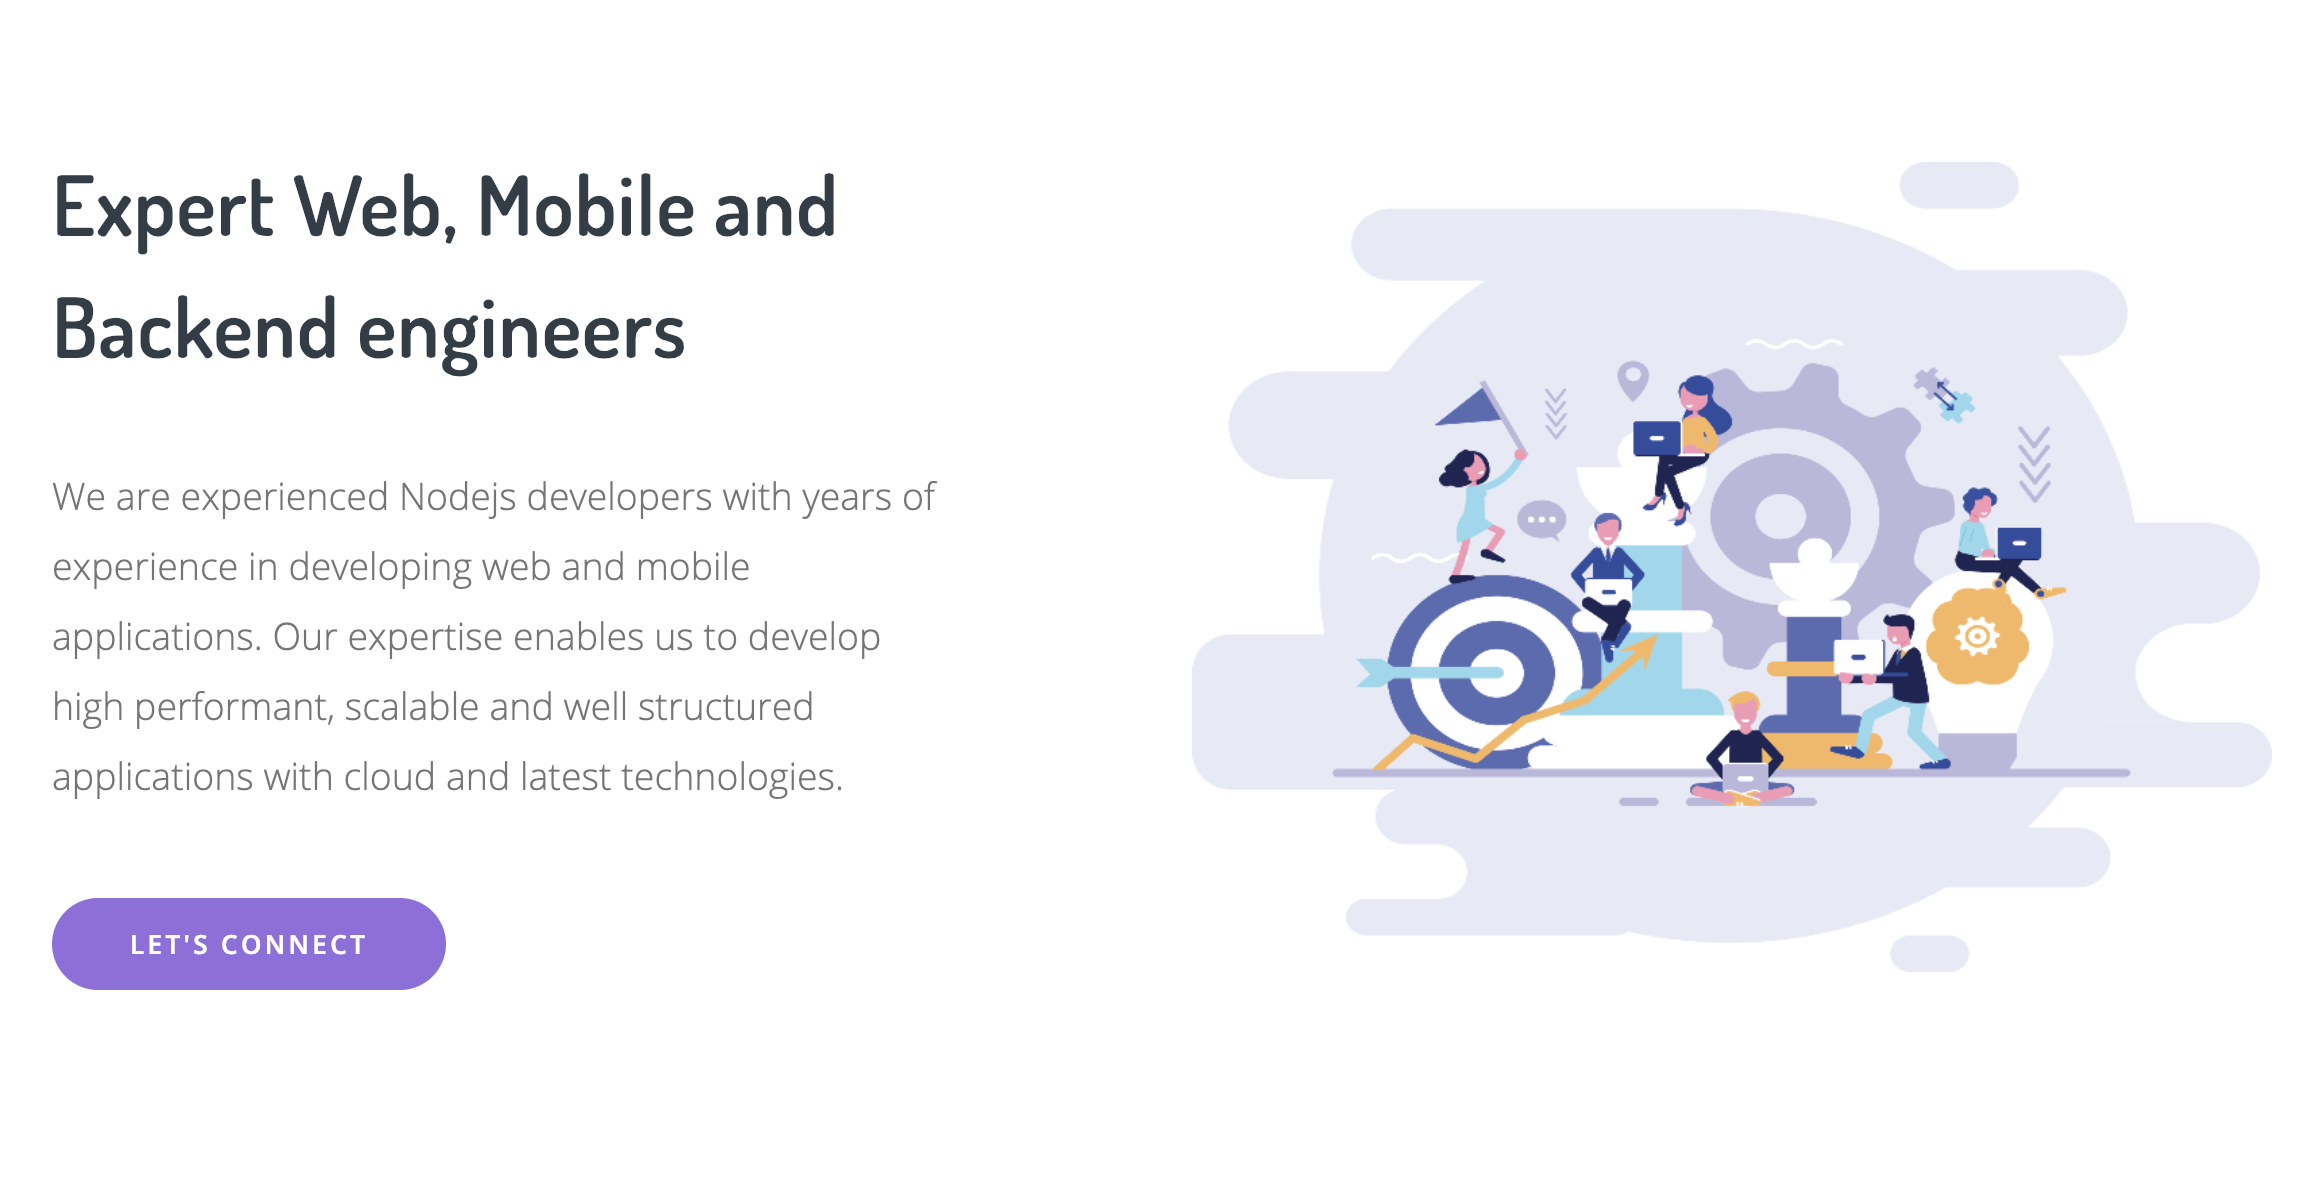 Expert Web, Mobile and
Backend engineers
We are experienced Nodejs developers with years of
experience in developing web and mobile
applications. Our expertise enables us to develop
high performant, scalable and well structured
applications with cloud and latest technologies.
LET'S CONNECT